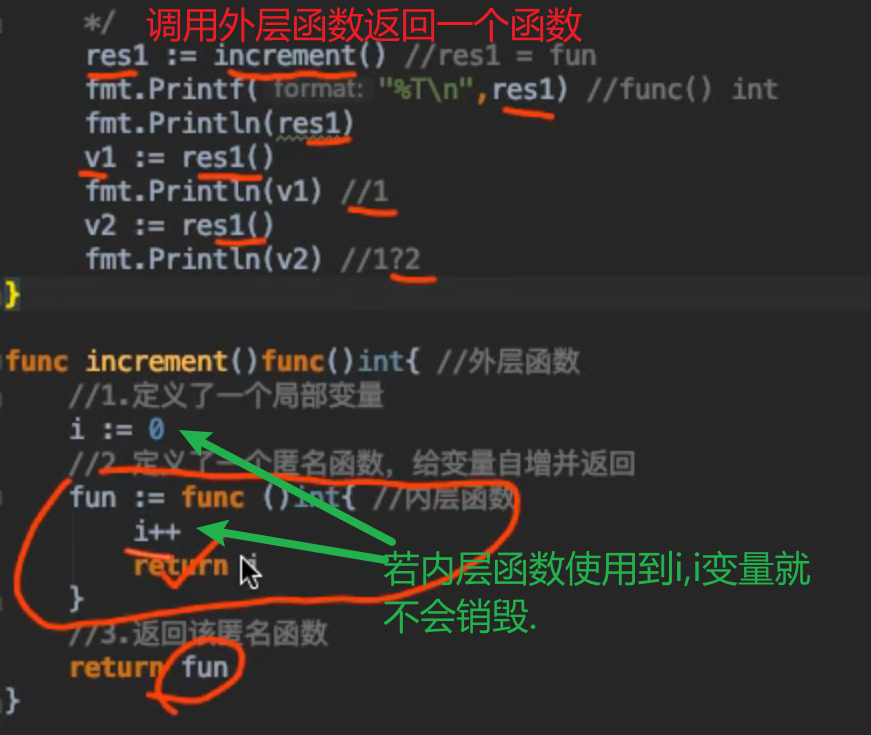 */ 调用外层函数返回一个函数
res1 := increment() //res1 = fun
fmt.Printf( format: "%T\n",res1) //func() int
fmt.Println(res1)
v1 := res1()
fmt.Println(v1) //1
v2 := res1()
fmt.Println(v2) //1?2
}
func increment()func()int{ //外层函数
//1.定义了一个局部变量
i := 0
//2.定义了一个匿名函数，给变量自增并返回
fun := func ()int{ //内层函数
i++
return i
}
若内层函数使用到i,i变量就
不会销毁.
//3.返回该匿名函数
return fun
}